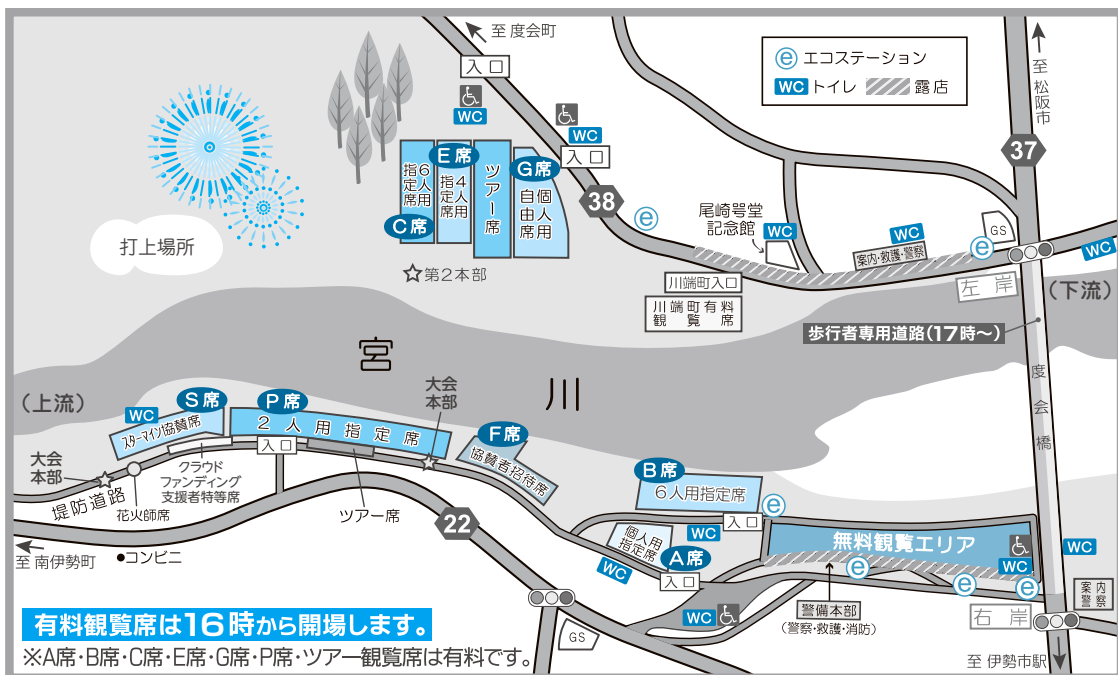 至 度会町
入口
WC
WC
入口
ⓔ エコステーション
WC トイレ 露店
至 松阪市
37
38
E席
G席
C席
6人用指定席
4人用指定席
ツアー席
個人用自由席
打上場所
☆第2本部
尾崎咢堂
記念館
WC
WC
GS
ⓔ
ⓔ
案内・救護・警察
WC
川端町入口
川端町有料
観覧席
左岸
(下流)
歩行者専用道路(17時〜)
宮川
度会橋
(上流)
WC
S席
スターマイン協賛席
P席
2人用指定席
大会
本部
入口
F席
協賛者招待席
大会
本部
クラウド
ファンディング
支援者特等席
堤防道路
花火師席
ツアー席
22
B席
6人用指定席
ⓔ
入口
WC
個人用
指定席
A席
入口
WC
無料観覧エリア
WC
WC
ⓔ
ⓔ
ⓔ
WC
警備本部
(警察・救護・消防)
案内
警察
右岸
至 南伊勢町
●コンビニ
GS
至 伊勢市駅
有料観覧席は16時から開場します。
※A席・B席・C席・E席・G席・P席・ツアー観覧席は有料です。